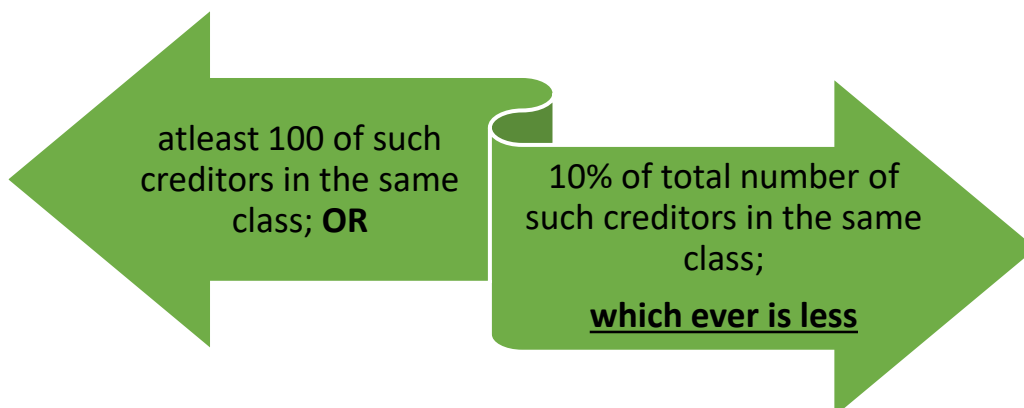 atleast 100 of such
creditors in the same
class; OR
10% of total number of
such creditors in the same
class;
which ever is less